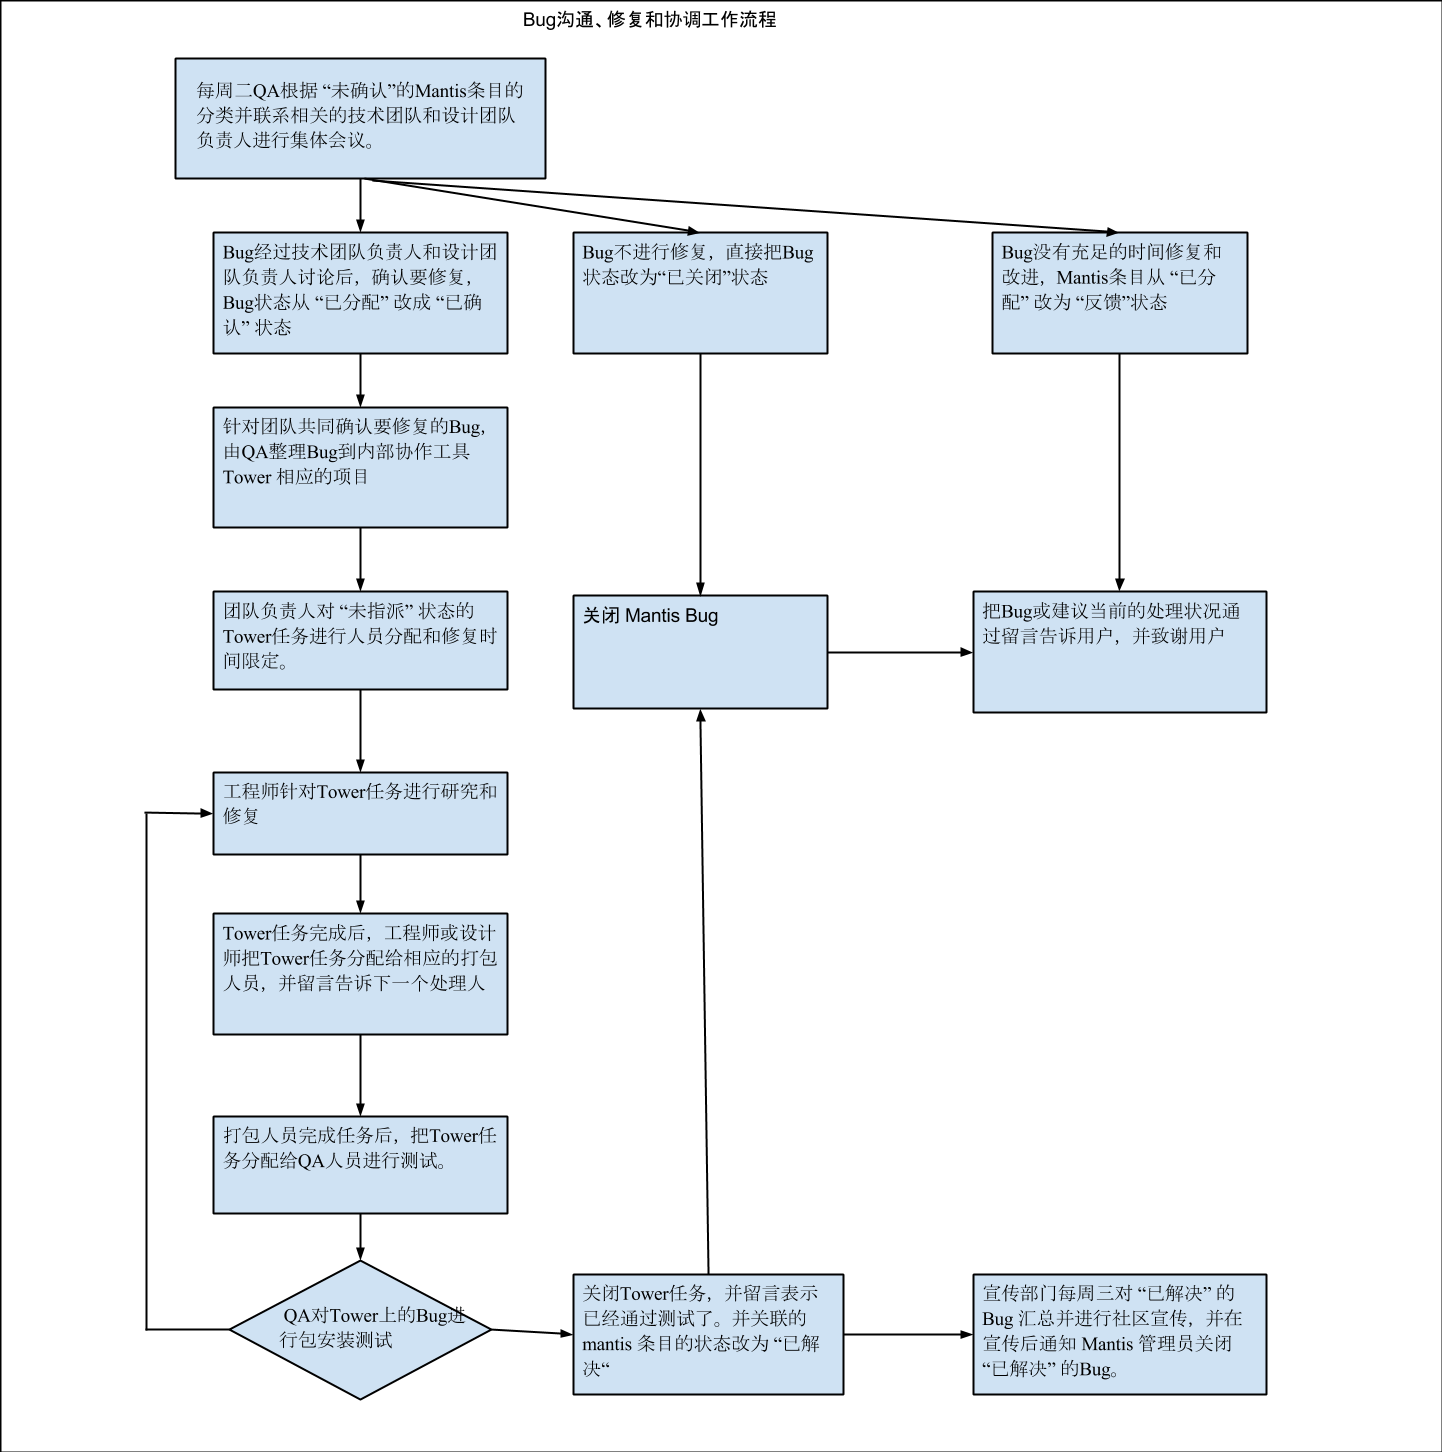 Bug沟通、修复和协调工作流程
每周二QA根据 “未确认”的Mantis条目的
分类并联系相关的技术团队和设计团队
负责人进行集体会议。
Bug经过技术团队负责人和设计团
队负责人讨论后，确认要修复，
Bug状态从 “已分配” 改成 “已确
认” 状态
Bug不进行修复，直接把Bug
状态改为“已关闭”状态
Bug没有充足的时间修复和
改进，Mantis条目从 “已分
配” 改为 “反馈”状态
针对团队共同确认要修复的Bug，
由QA整理Bug到内部协作工具
Tower 相应的项目
团队负责人对 “未指派” 状态的
Tower任务进行人员分配和修复时
间限定。
关闭 Mantis Bug
把Bug或建议当前的处理状况通
过留言告诉用户，并致谢用户
工程师针对Tower任务进行研究和
修复
Tower任务完成后，工程师或设计
师把Tower任务分配给相应的打包
人员，并留言告诉下一个处理人
打包人员完成任务后，把Tower任
务分配给QA人员进行测试。
QA对Tower上的Bug进
行包安装测试
关闭Tower任务，并留言表示
已经通过测试了。并关联的
mantis 条目的状态改为 “已解
决“
宣传部门每周三对 “已解决” 的
Bug 汇总并进行社区宣传，并在
宣传后通知 Mantis 管理员关闭
“已解决” 的Bug。